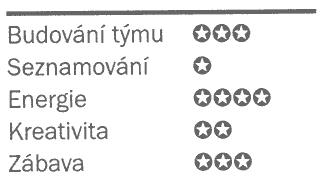 Budování týmu ✪✪✪
Seznamování ✪
Energie ✪✪✪✪
Kreativita ✪✪
Zábava ✪✪✪